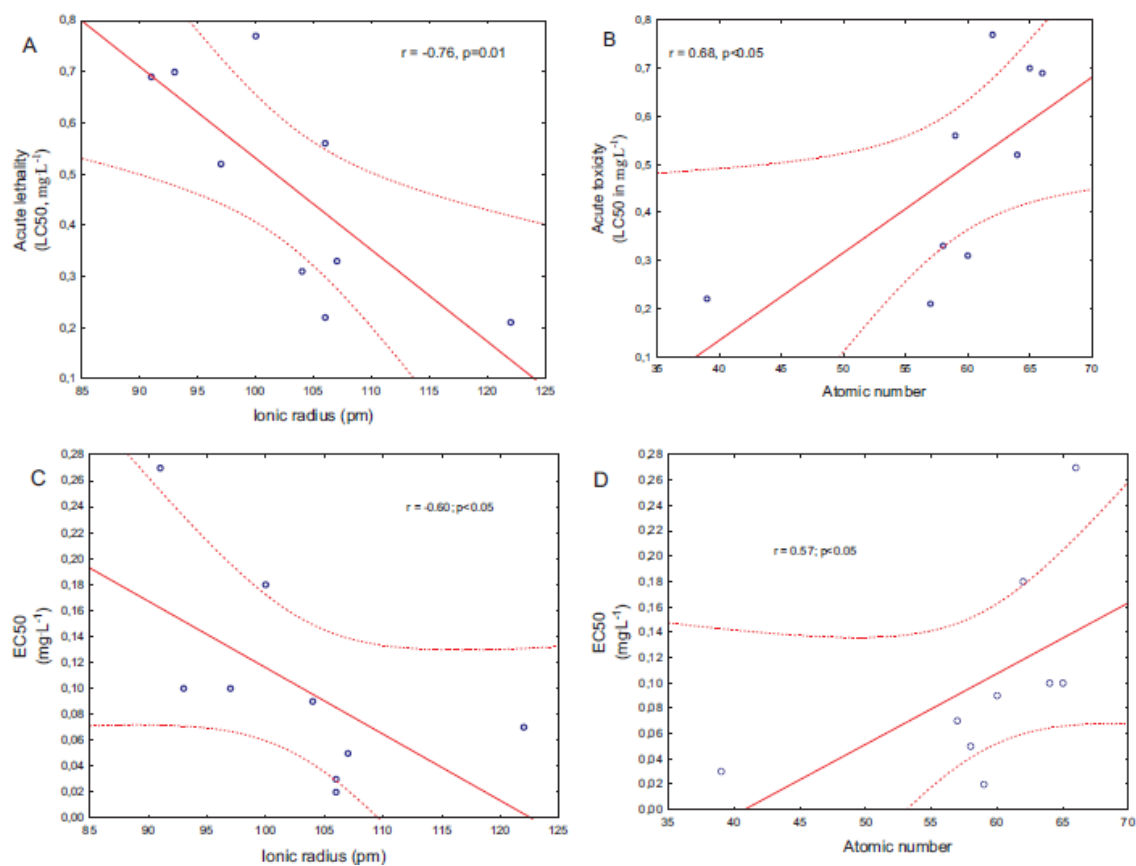 A
r = -0.76, p=0.01
Acute lethality
(LC50, mg L⁻¹)
0,8
0,7
0,6
0,5
0,4
0,3
0,2
0,1
85 90 95 100 105 110 115 120 125
Ionic radius (pm)
B
r = 0.68, p<0.05
Acute toxicity
(LC50 in mg L⁻¹)
0,8
0,7
0,6
0,5
0,4
0,3
0,2
0,1
35 40 45 50 55 60 65 70
Atomic number
C
r = -0.60; p<0.05
EC50
(mg·L⁻¹)
0,28
0,26
0,24
0,22
0,20
0,18
0,16
0,14
0,12
0,10
0,08
0,06
0,04
0,02
0,00
85 90 95 100 105 110 115 120 125
Ionic radius (pm)
D
r = 0.57; p<0.05
EC50
(mg·L⁻¹)
0,28
0,26
0,24
0,22
0,20
0,18
0,16
0,14
0,12
0,10
0,08
0,06
0,04
0,02
0,00
35 40 45 50 55 60 65 70
Atomic number